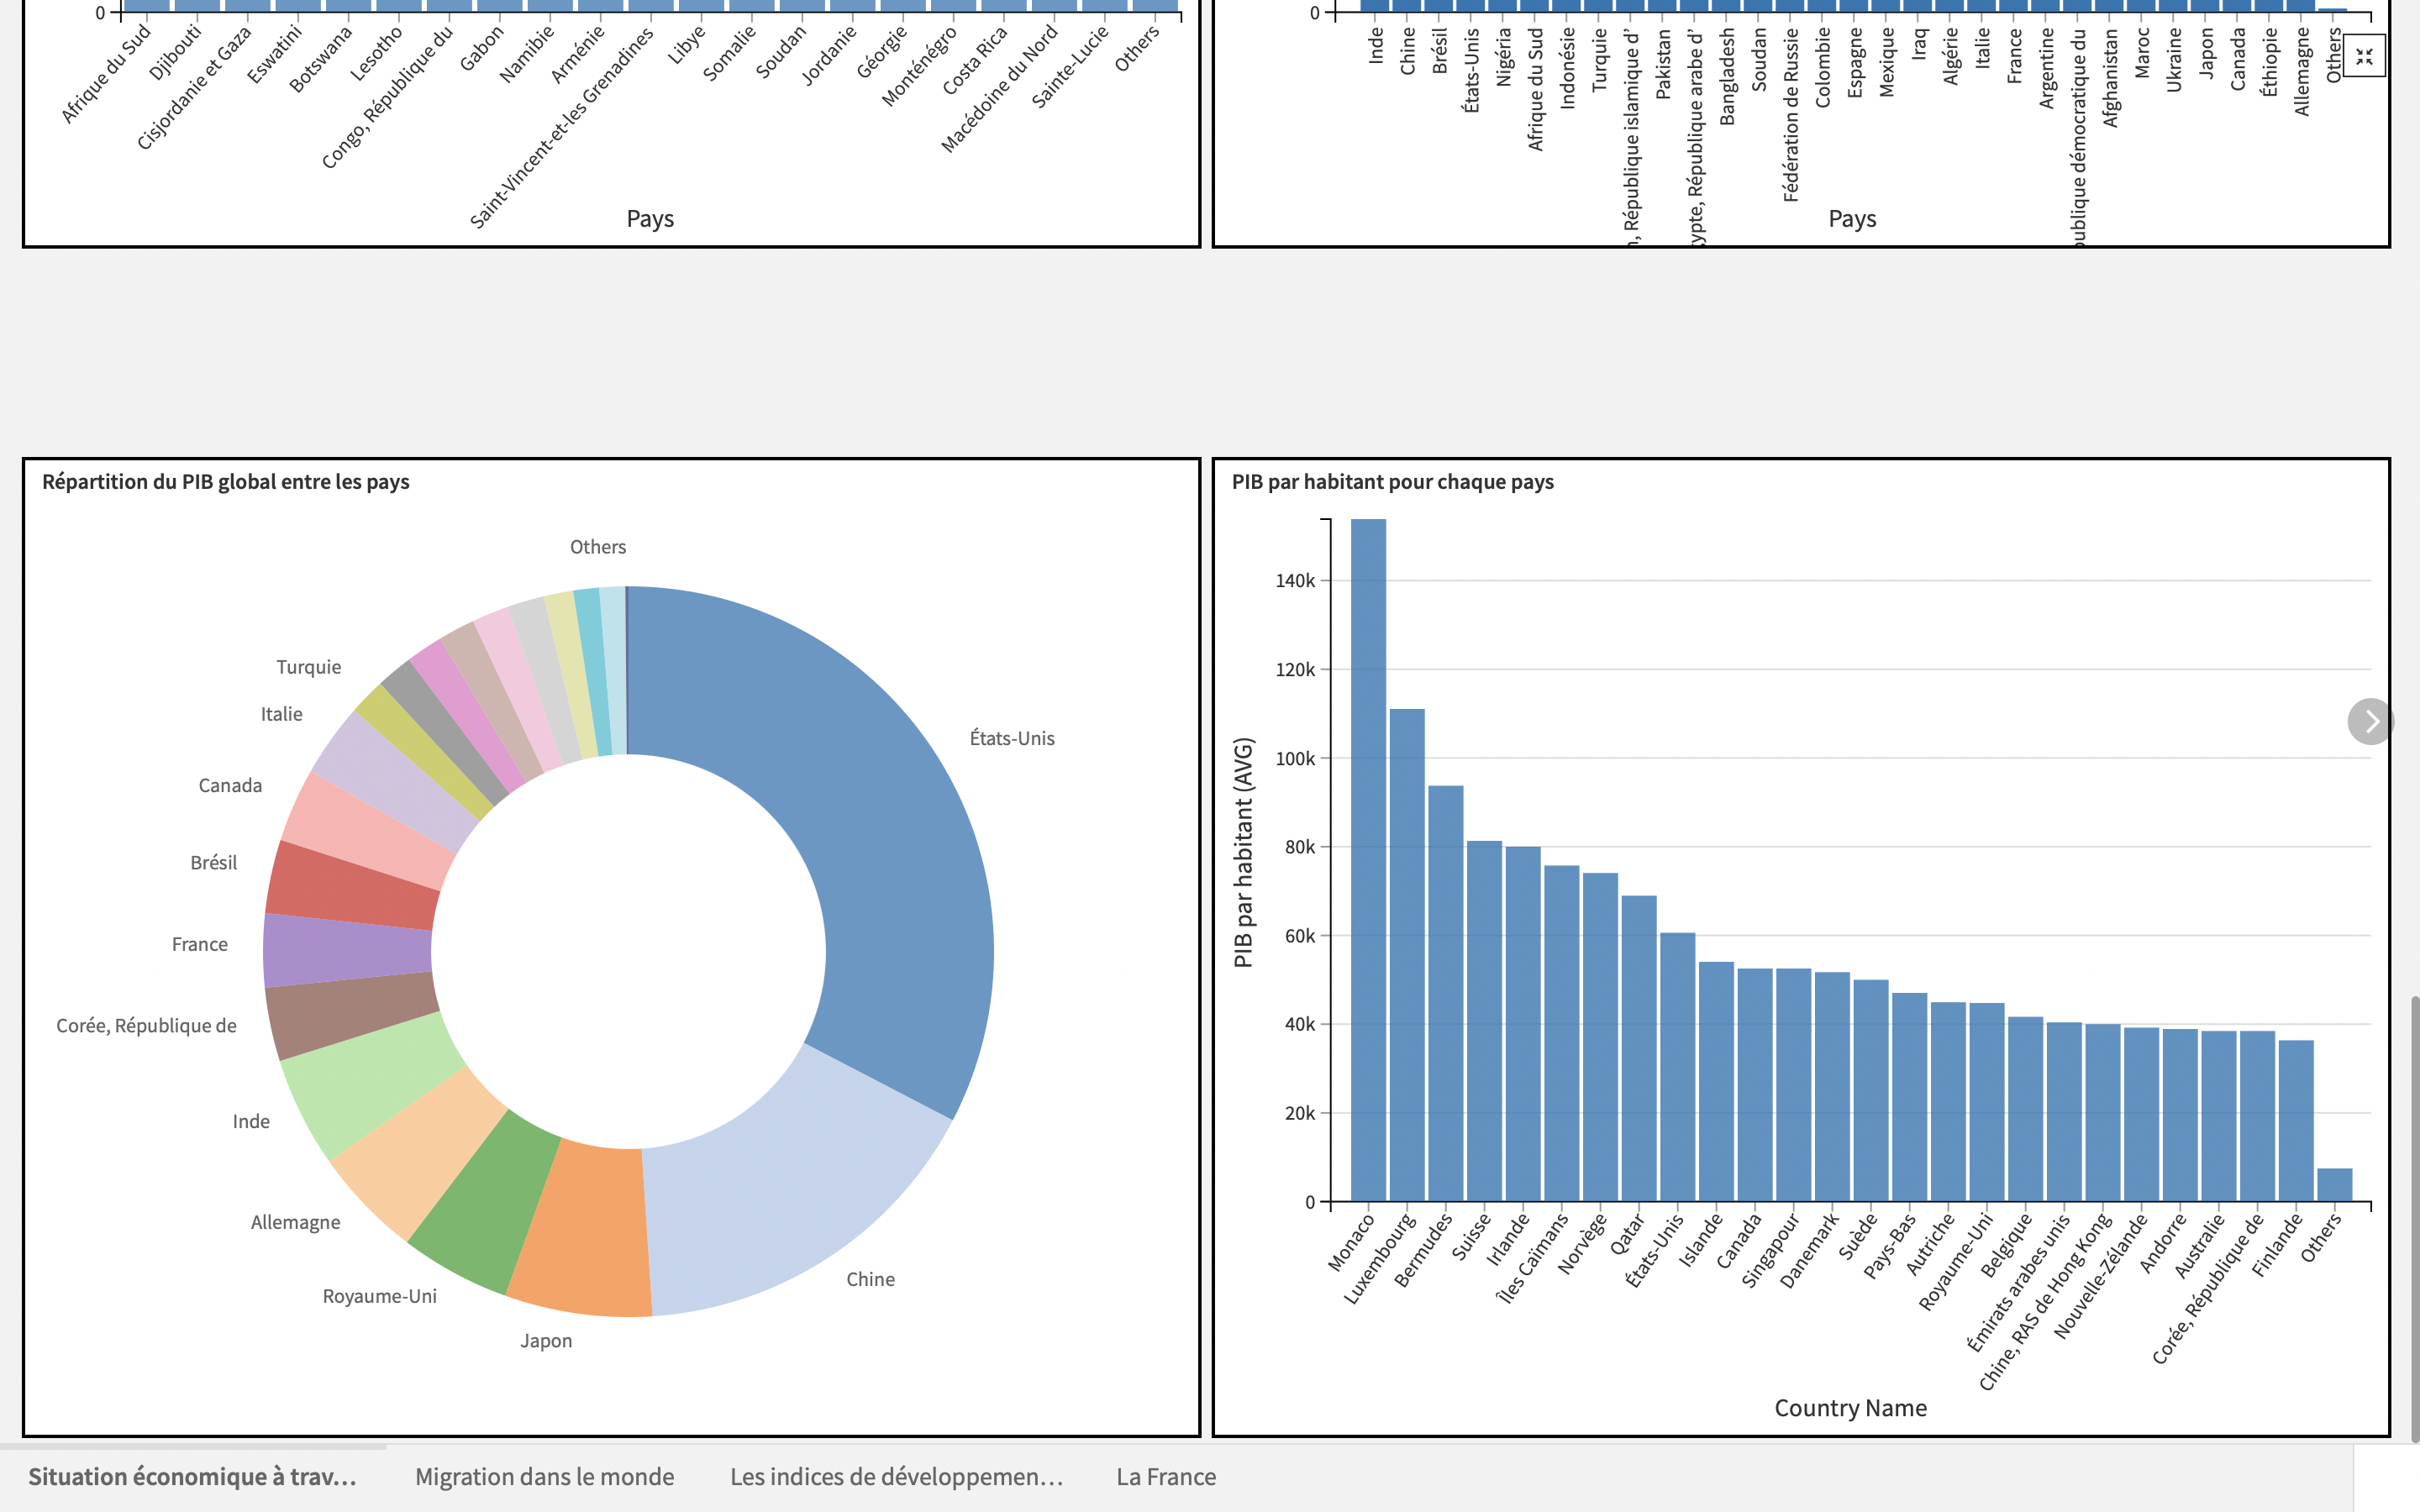 0
Afrique du Sud
Djibouti
Cisjordanie et Gaza
Eswatini
Botswana
Lesotho
Congo, République du
Gabon
Namibie
Arménie
Saint-Vincent-et-les Grenadines
Libye
Somalie
Soudan
Jordanie
Géorgie
Monténégro
Costa Rica
Macédoine du Nord
Sainte-Lucie
Others
Pays
0
Inde
Chine
Brésil
États-Unis
Nigéria
Afrique du Sud
Indonésie
Turquie
, République islamique d’
Pakistan
ypte, République arabe d’
Bangladesh
Soudan
Fédération de Russie
Colombie
Espagne
Mexique
Iraq
Algérie
Italie
France
Argentine
publique démocratique du
Afghanistan
Maroc
Ukraine
Japon
Canada
Éthiopie
Allemagne
Others
Pays
Répartition du PIB global entre les pays
Others
Turquie
Italie
Canada
Brésil
France
Corée, République de
Inde
Allemagne
Royaume-Uni
Japon
Chine
États-Unis
PIB par habitant pour chaque pays
PIB par habitant (AVG)
140k
120k
100k
80k
60k
40k
20k
0
Monaco
Luxembourg
Bermudes
Suisse
Irlande
Îles Caïmans
Norvège
Qatar
États-Unis
Islande
Canada
Singapour
Danemark
Suède
Pays-Bas
Autriche
Royaume-Uni
Belgique
Émirats arabes unis
Chine, RAS de Hong Kong
Nouvelle-Zélande
Andorre
Australie
Corée, République de
Finlande
Others
Country Name
Situation économique à trav…
Migration dans le monde
Les indices de développemen…
La France